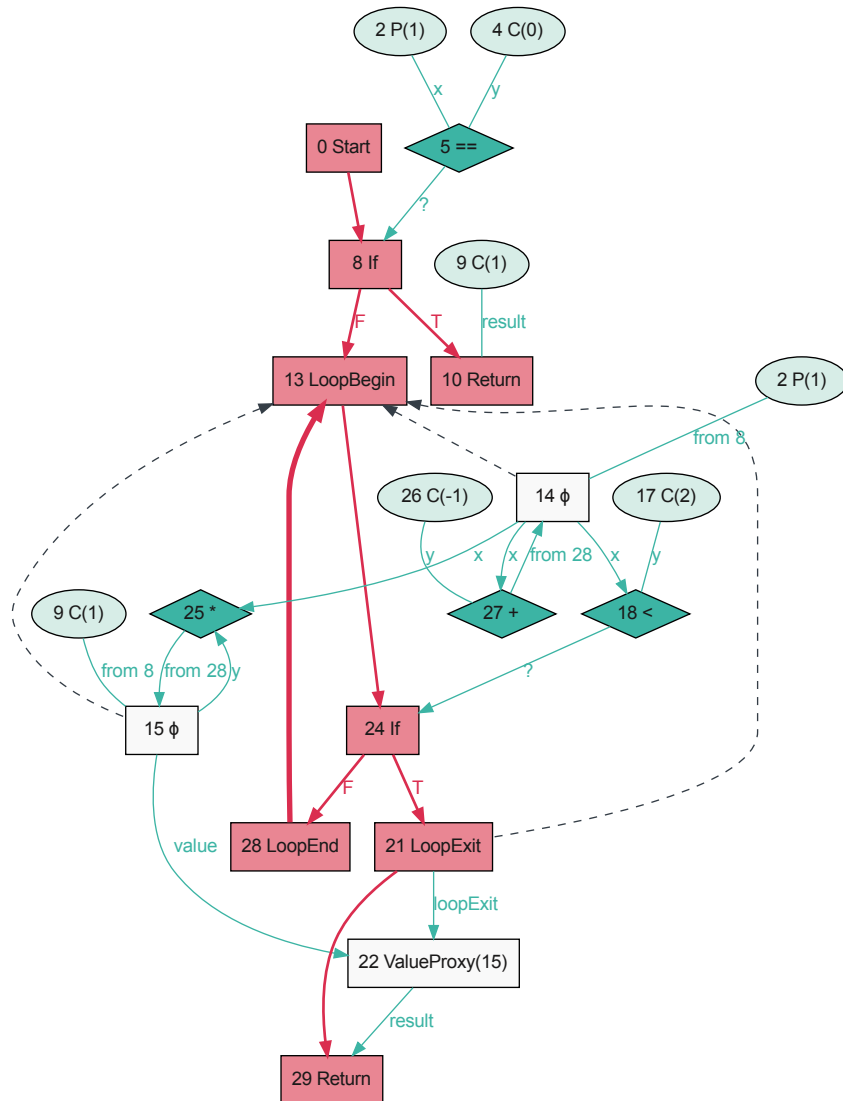 2 P(1)
4 C(0)
x
y
0 Start
5 ==
?
8 If
9 C(1)
F
T
result
13 LoopBegin
10 Return
2 P(1)
from 8
26 C(-1)
14 ϕ
17 C(2)
y
x
from 28
x
y
9 C(1)
25 *
27 +
18 <
from 8
from 28
y
?
15 ϕ
24 If
F
T
value
28 LoopEnd
21 LoopExit
loopExit
22 ValueProxy(15)
result
29 Return